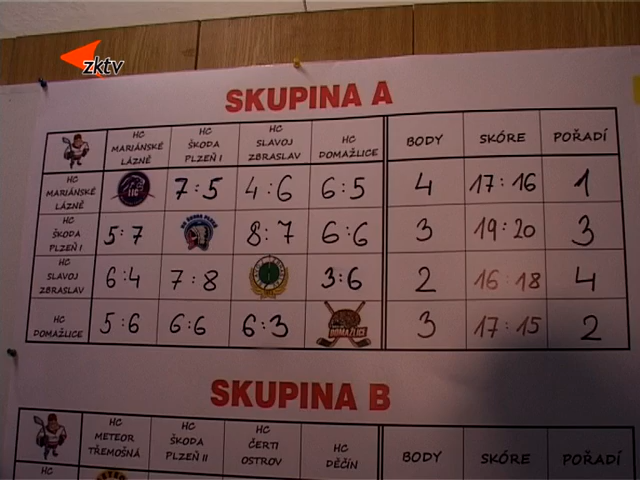 zktv
SKUPINA A
HC MARIÁNSKÉ LÁZNĚ HC ŠKODA PLZEŇ I HC SLAVOJ ZBRASLAV HC DOMAŽLICE BODY SKÓRE POŘADÍ
HC MARIÁNSKÉ LÁZNĚ 7:5 4:6 6:5 4 17:16 1
HC ŠKODA PLZEŇ I 5:7 8:7 6:6 3 19:20 3
HC SLAVOJ ZBRASLAV 6:4 7:8 3:6 2 16:18 4
HC DOMAŽLICE 5:6 6:6 6:3 DOMAŽLICE 3 17:15 2
SKUPINA B
HC METEOR TŘEMOŠNÁ HC ŠKODA PLZEŇ II HC ČERTI OSTROV HC DĚČÍN BODY SKÓRE POŘADÍ
HC